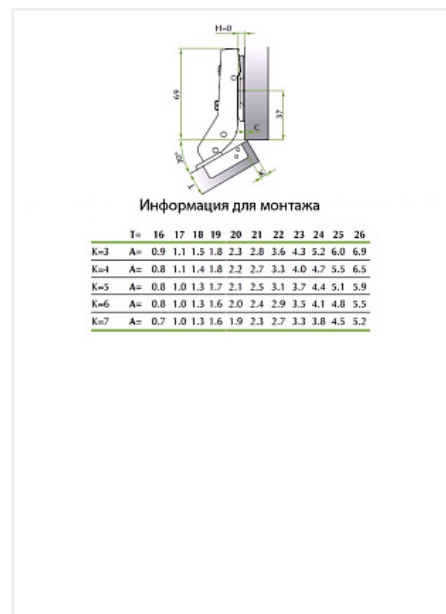 H=0
69
37
C
30°
T
K
Информация для монтажа
T= 16 17 18 19 20 21 22 23 24 25 26
K=3 A= 0.9 1.1 1.5 1.8 2.3 2.8 3.6 4.3 5.2 6.0 6.9
K=4 A= 0.8 1.1 1.4 1.8 2.2 2.7 3.3 4.0 4.7 5.5 6.5
K=5 A= 0.8 1.0 1.3 1.7 2.1 2.5 3.1 3.7 4.4 5.1 5.9
K=6 A= 0.8 1.0 1.3 1.6 2.0 2.4 2.9 3.5 4.1 4.8 5.5
K=7 A= 0.7 1.0 1.3 1.6 1.9 2.3 2.7 3.3 3.8 4.5 5.2